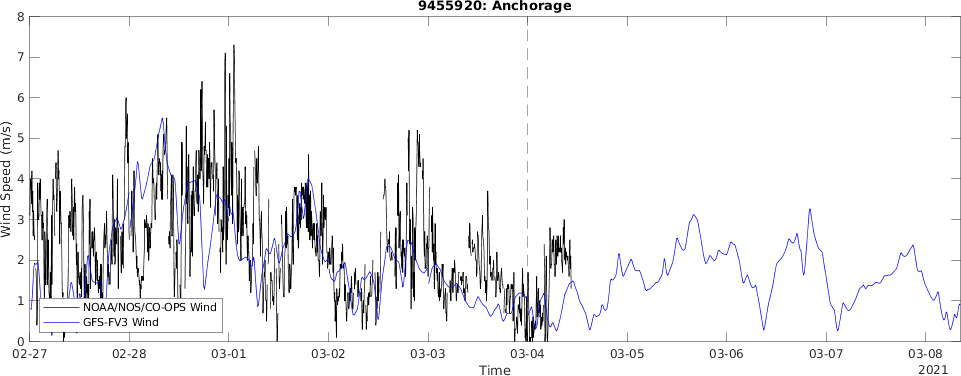 9455920: Anchorage
8
7
6
5
4
3
2
1
0
Wind Speed (m/s)
NOAA/NOS/CO-OPS Wind
GFS-FV3 Wind
02-27 02-28 03-01 03-02 03-03 03-04 03-05 03-06 03-07 03-08
Time
2021